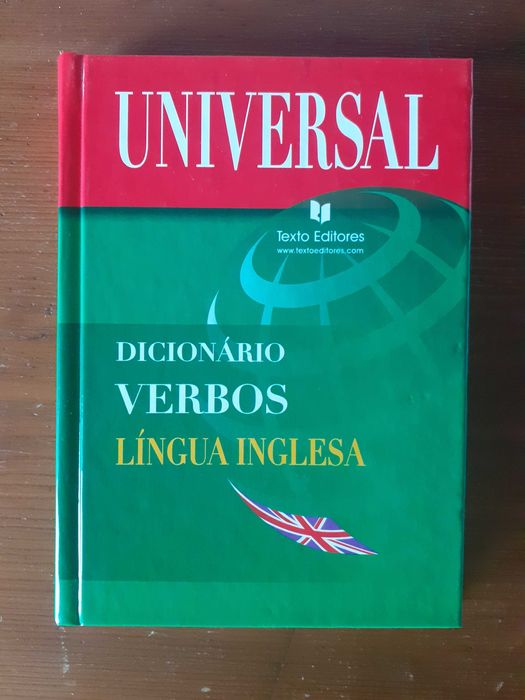 UNIVERSAL
Texto Editores
www.textoeditores.com
DICIONÁRIO
VERBOS
LÍNGUA INGLESA